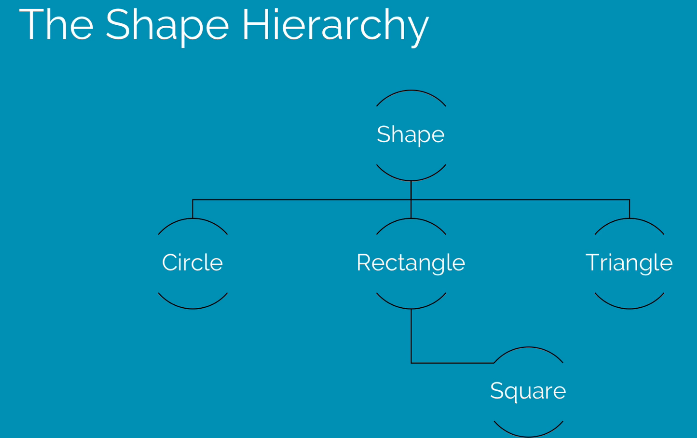 The Shape Hierarchy
Shape
Circle
Rectangle
Triangle
Square